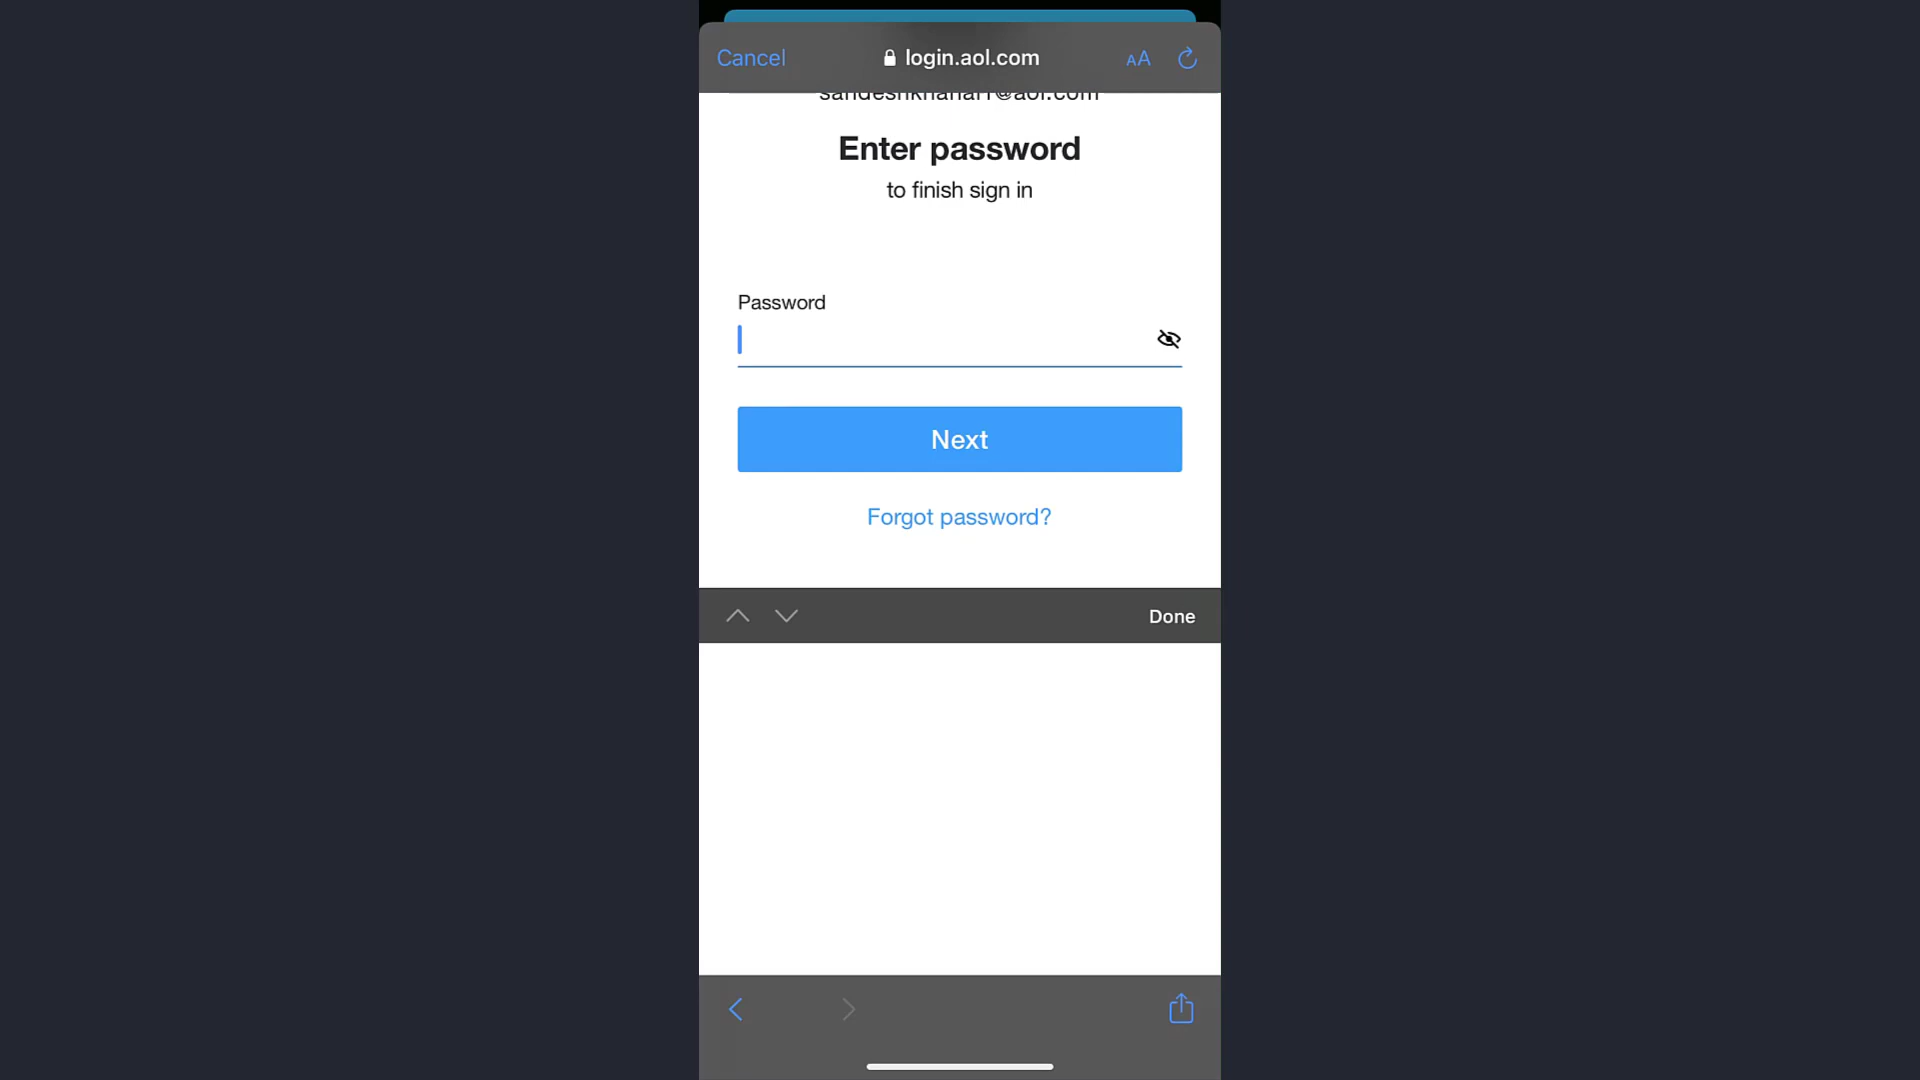 Cancel
login.aol.com
AA
Enter password
to finish sign in
Password
Next
Forgot password?
Done